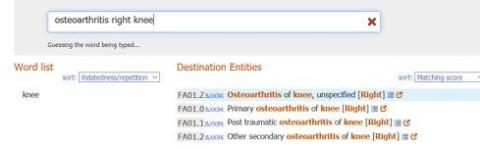 osteoarthritis right knee
Guessing the word being typed...
Word list
sort: Relatedness/repetition
knee
Destination Entities
sort: Matching score
FA01.Z&XK9K Osteoarthritis of knee, unspecified [Right]
FA01.0&XK9K Primary osteoarthritis of knee [Right]
FA01.1&XK9K Post traumatic osteoarthritis of knee [Right]
FA01.2&XK9K Other secondary osteoarthritis of knee [Right]